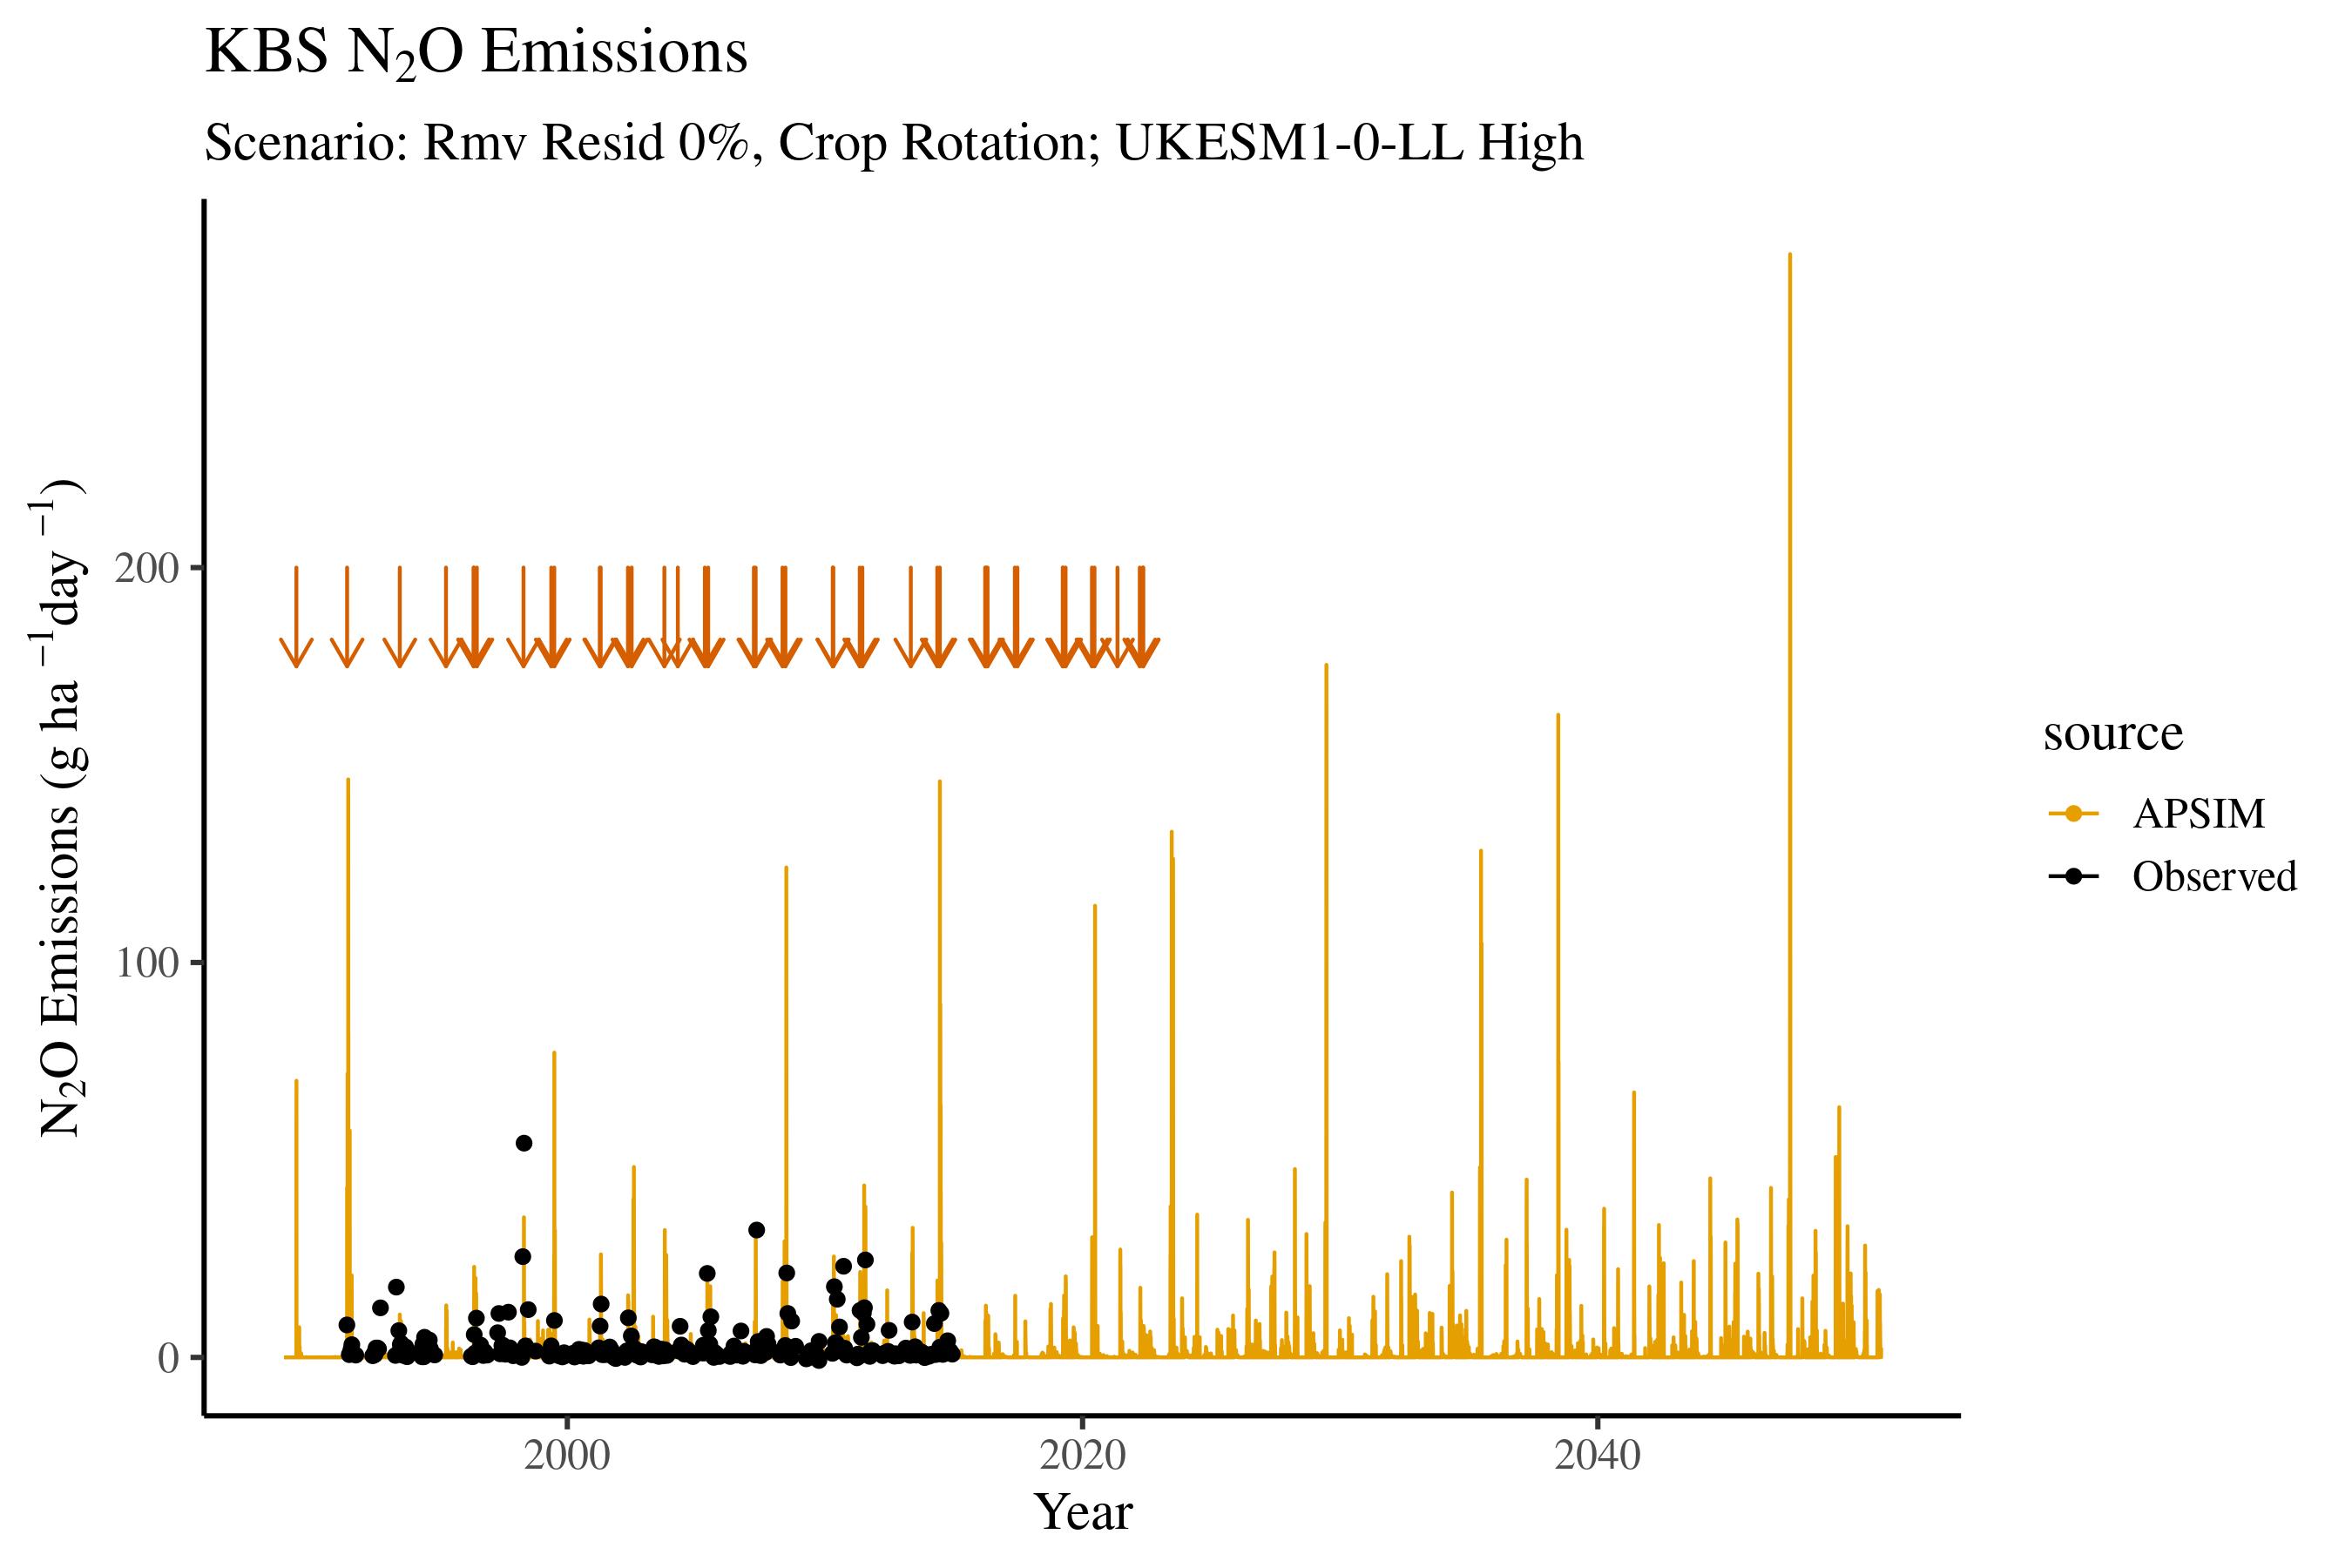 KBS N₂O Emissions
Scenario: Rmv Resid 0%, Crop Rotation; UKESM1-0-LL High
N₂O Emissions (g ha ⁻¹day ⁻¹)
200
100
0
2000
2020
2040
Year
source
APSIM
Observed